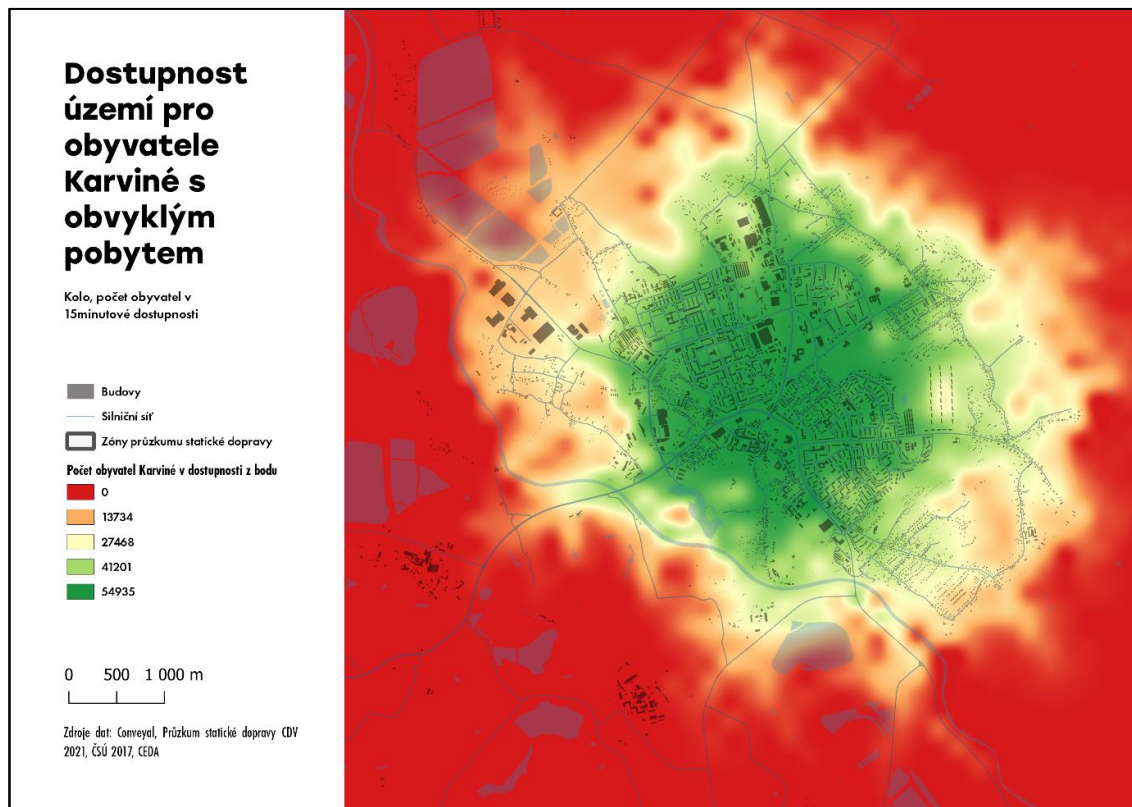 Dostupnost
území pro
obyvatele
Karviné s
obvyklým
pobytem
Kolo, počet obyvatel v
15minutové dostupnosti
Budovy
Silniční síť
Zóny průzkumu statické dopravy
Počet obyvatel Karviné v dostupnosti z bodu
0
13734
27468
41201
54935
0 500 1 000 m
Zdroje dat: Conveyal, Průzkum statické dopravy CDV
2021, ČSÚ 2017, CEDA